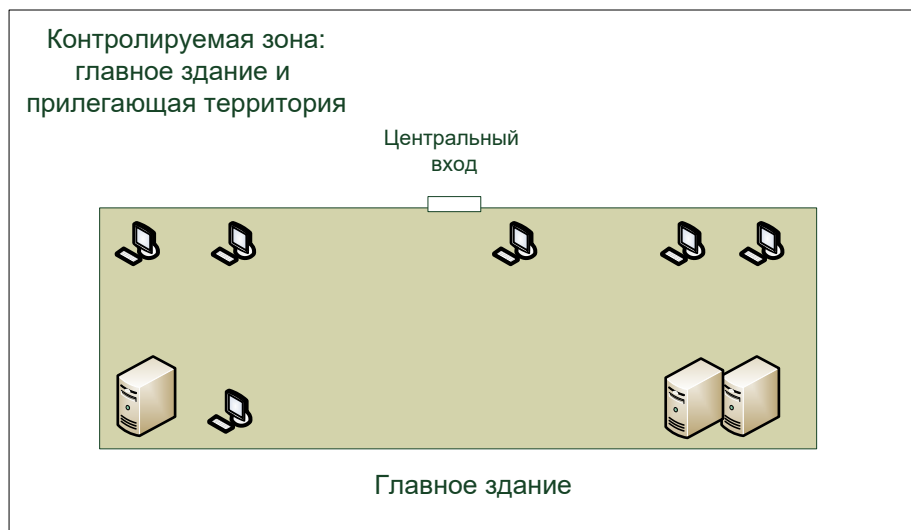 Контролируемая зона:
главное здание и
прилегающая территория
Центральный
вход
Главное здание